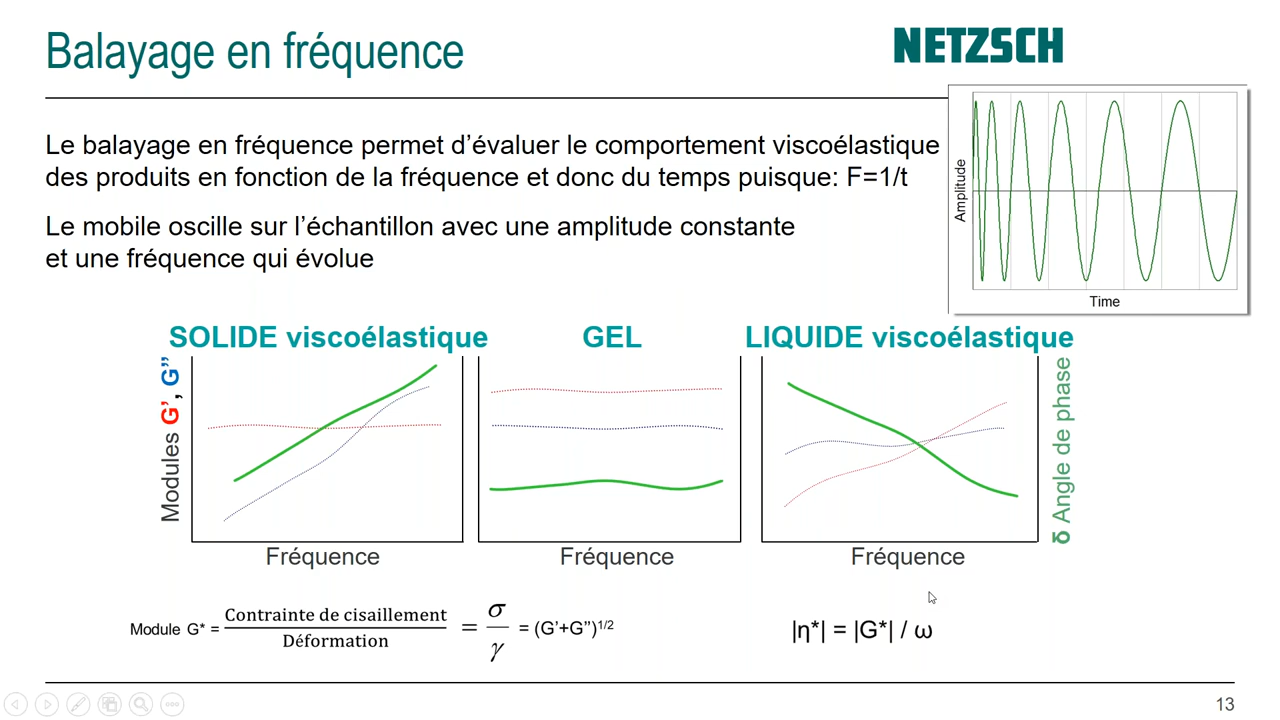 Balayage en fréquence
NETZSCH
Le balayage en fréquence permet d’évaluer le comportement viscoélastique
des produits en fonction de la fréquence et donc du temps puisque: F=1/t
Le mobile oscille sur l’échantillon avec une amplitude constante
et une fréquence qui évolue
Amplitude
Time
SOLIDE viscoélastique
GEL
LIQUIDE viscoélastique
Modules G’, G”
δ Angle de phase
Fréquence
Fréquence
Fréquence
Module G* = Contrainte de cisaillement / Déformation = σ / γ = (G’+G”)1/2
|η*| = |G*| / ω
13